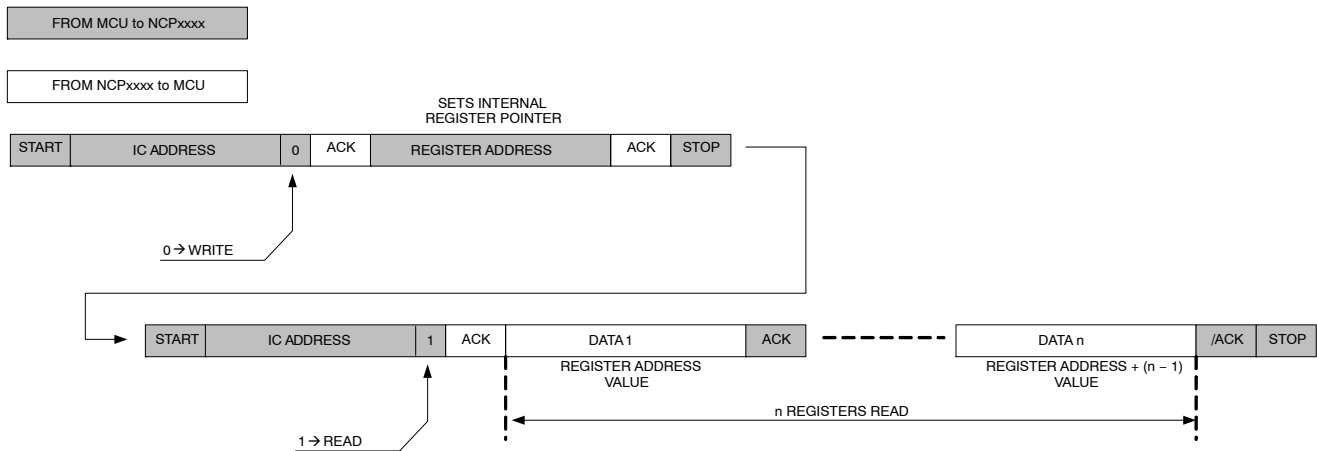 FROM MCU to NCPxxxx
FROM NCPxxxx to MCU
SETS INTERNAL
REGISTER POINTER
START IC ADDRESS 0 ACK REGISTER ADDRESS ACK STOP
0 → WRITE
START IC ADDRESS 1 ACK DATA 1 ACK DATA n /ACK STOP
REGISTER ADDRESS
VALUE
REGISTER ADDRESS + (n − 1)
VALUE
n REGISTERS READ
1 → READ